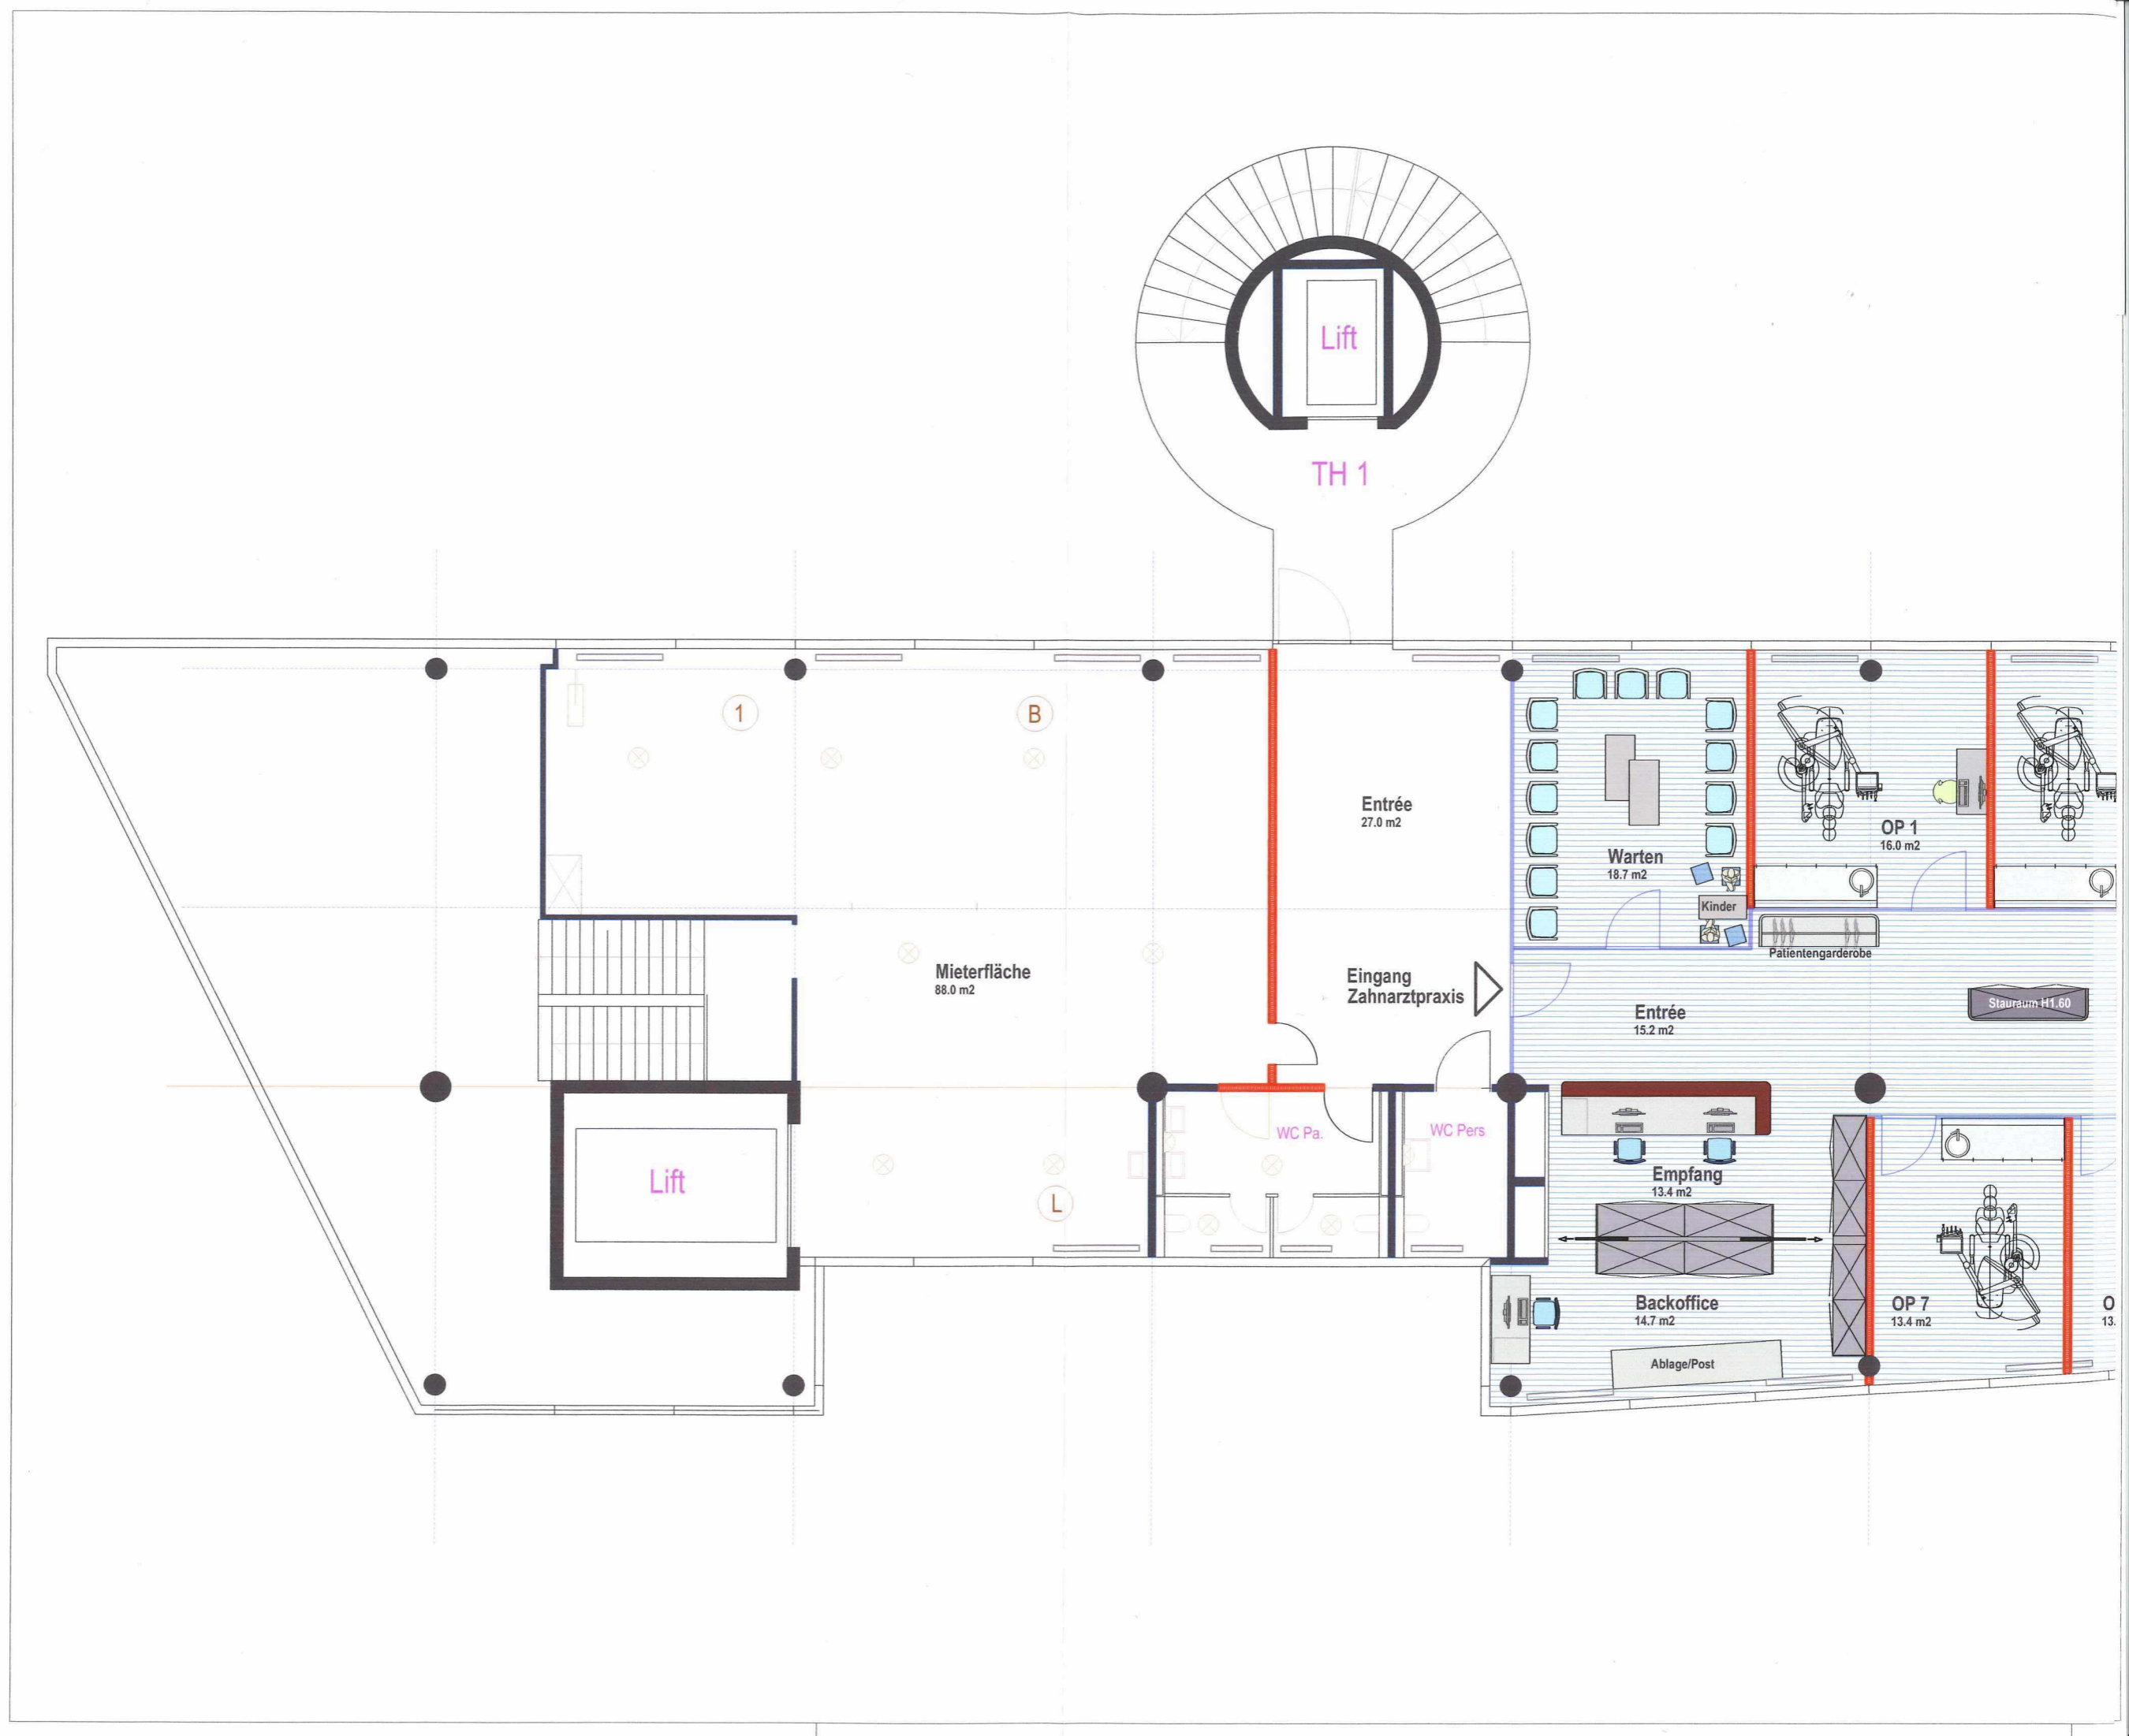 Lift
TH 1
1
B
Entrée
27.0 m2
Warten
18.7 m2
Kinder
OP 1
16.0 m2
Patientengarderobe
Mieterfläche
88.0 m2
Eingang
Zahnarztpraxis
Entrée
15.2 m2
Stauraum H1.60
Lift
L
WC Pa.
WC Pers
Empfang
13.4 m2
Backoffice
14.7 m2
Ablage/Post
OP 7
13.4 m2
O
13.